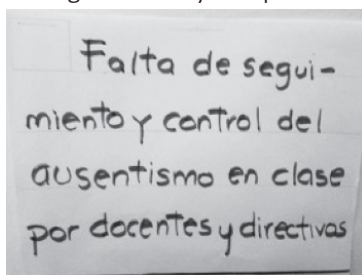 Falta de segui-
miento y control del
ausentismo en clase
por docentes y directivas